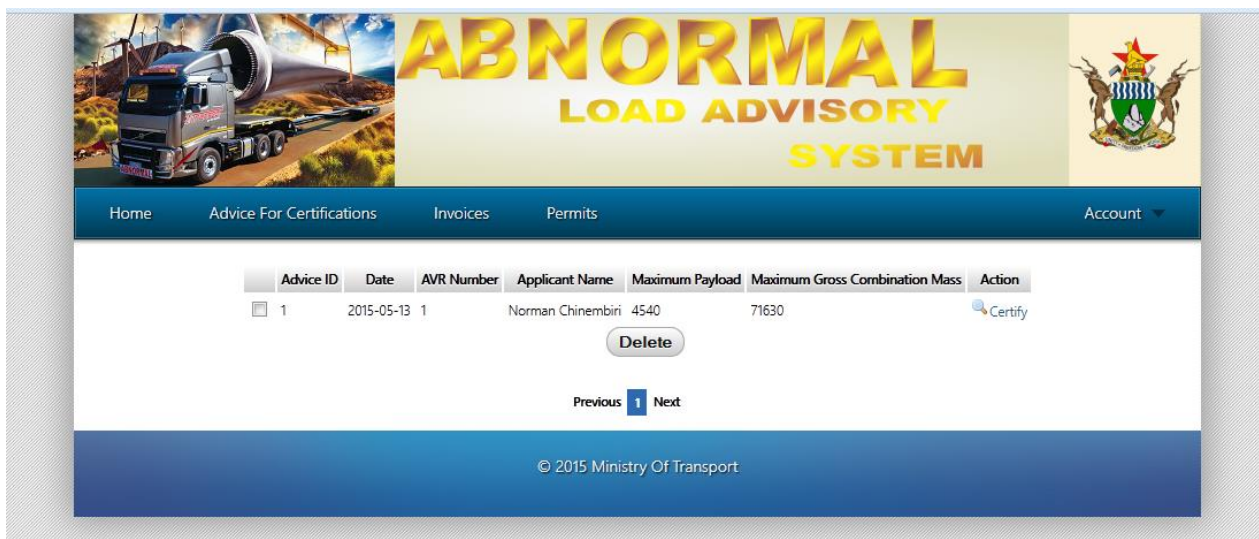 ABNORMAL
LOAD ADVISORY
SYSTEM
ABNORMAL
Home Advice For Certifications Invoices Permits Account
Advice ID Date AVR Number Applicant Name Maximum Payload Maximum Gross Combination Mass Action
1 2015-05-13 1 Norman Chinembiri 4540 71630 Certify
Delete
Previous 1 Next
© 2015 Ministry Of Transport